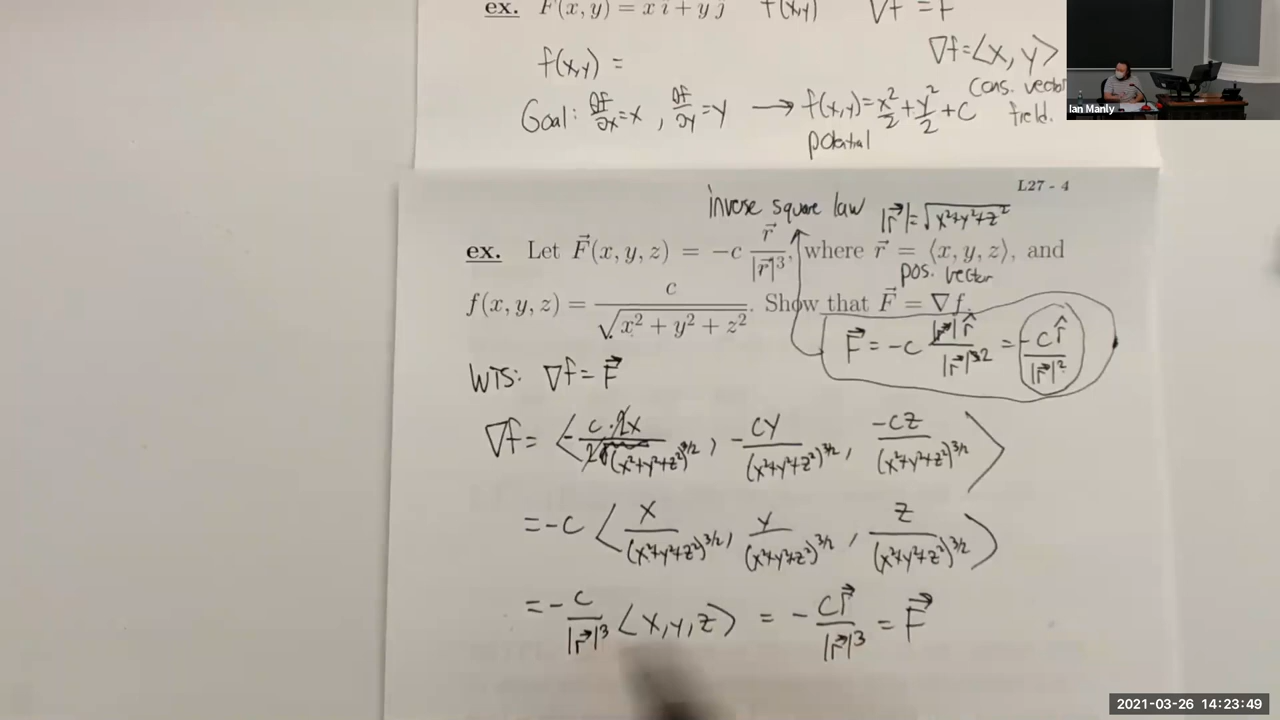 ex. F(x, y) = x i + y j f(x,y) ∇f = F
f(x,y) = ∇f = ⟨x, y⟩
Goal: ∂f/∂x = x , ∂f/∂y = y → f(x,y) = x²/2 + y²/2 + C Cons. vector
potential field.
Ian Manly
L27 - 4
inverse square law |r⃗| = √(x²+y²+z²)
ex. Let F⃗(x, y, z) = −c r⃗/|r⃗|³, where r⃗ = ⟨x, y, z⟩, and
pos. vector
f(x, y, z) = c/√(x² + y² + z²). Show that F⃗ = ∇f.
F⃗ = -c |r⃗| r̂/|r⃗|³² = -c r̂/|r⃗|²
WTS: ∇f = F⃗
∇f = ⟨ -c·2x/2(x²+y²+z²)^3/2 , -cy/(x²+y²+z²)^3/2 , -cz/(x²+y²+z²)^3/2 ⟩
= -c ⟨ x/(x²+y²+z²)^3/2 , y/(x²+y²+z²)^3/2 , z/(x²+y²+z²)^3/2 ⟩
= -c/|r⃗|³ ⟨x,y,z⟩ = -cr⃗/|r⃗|³ = F⃗
2021-03-26 14:23:49